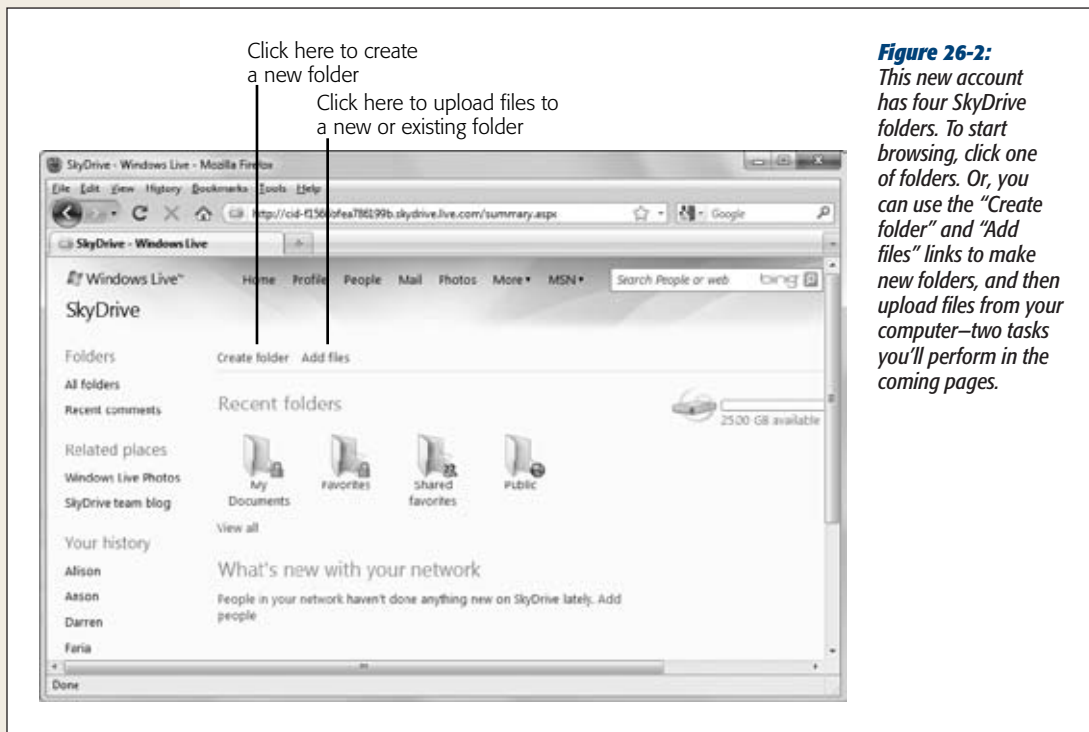 Click here to create
a new folder
Click here to upload files to
a new or existing folder
Figure 26-2:
This new account
has four SkyDrive
folders. To start
browsing, click one
of folders. Or, you
can use the “Create
folder” and “Add
files” links to make
new folders, and then
upload files from your
computer—two tasks
you’ll perform in the
coming pages.
SkyDrive - Windows Live - Mozilla Firefox
File Edit View History Bookmarks Tools Help
Google
SkyDrive - Windows Live
Windows Live™ Home Profile People Mail Photos More MSN Search People or web bing
SkyDrive
Folders Create folder Add files
All folders
Recent comments
Recent folders
25.00 GB available
Related places
Windows Live Photos
SkyDrive team blog
My
Documents
Favorites
Shared
favorites
Public
View all
Your history
Alison
Darren
Faria
What's new with your network
People in your network haven't done anything new on SkyDrive lately. Add
people
Done